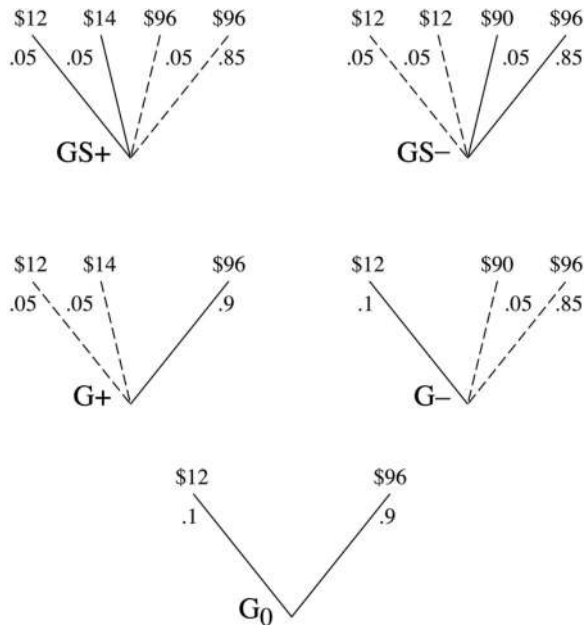 $12 $14 $96 $96 $12 $12 $90 $96
.05 .05 .05 .85 .05 .05 .05 .85
GS+ GS−
$12 $14 $96 $12 $90 $96
.05 .05 .9 .1 .05 .85
G+ G−
$12 $96
.1 .9
G0